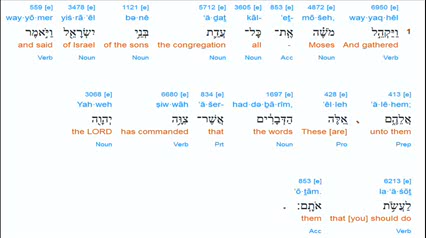 559 [e] 3478 [e] 1121 [e] 5712 [e] 3605 [e] 853 [e] 4872 [e] 6950 [e]
way·yō·mer yiś·rā·’êl bə·nê ‘ă·ḏaṯ kāl- ’eṯ- mō·šeh, way·yaq·hêl
1 וַיַּקְהֵ֣ל מֹשֶׁ֗ה אֶֽת־ כָּל־ עֲדַ֛ת בְּנֵ֥י יִשְׂרָאֵ֖ל וַיֹּ֣אמֶר
and said of Israel of the sons the congregation all - Moses And gathered
Verb Noun Noun Noun Noun Acc Noun Verb
3068 [e] 6680 [e] 834 [e] 1697 [e] 428 [e] 413 [e]
Yah·weh ṣiw·wāh ’ă·šer- had·də·ḇā·rîm, ’êl·leh ’ă·lê·hem;
אֲלֵהֶ֑ם ، אֵ֚לֶּה הַדְּבָרִ֔ים אֲשֶׁר־ צִוָּ֥ה יְהוָ֖ה
the LORD has commanded that the words These [are] unto them
Noun Verb Prt Noun Pro Prep
853 [e] 6213 [e]
’ō·ṯām. la·‘ă·śōṯ
לַעֲשֹׂ֥ת אֹתָֽם׃ .
them that [you] should do
Acc Verb